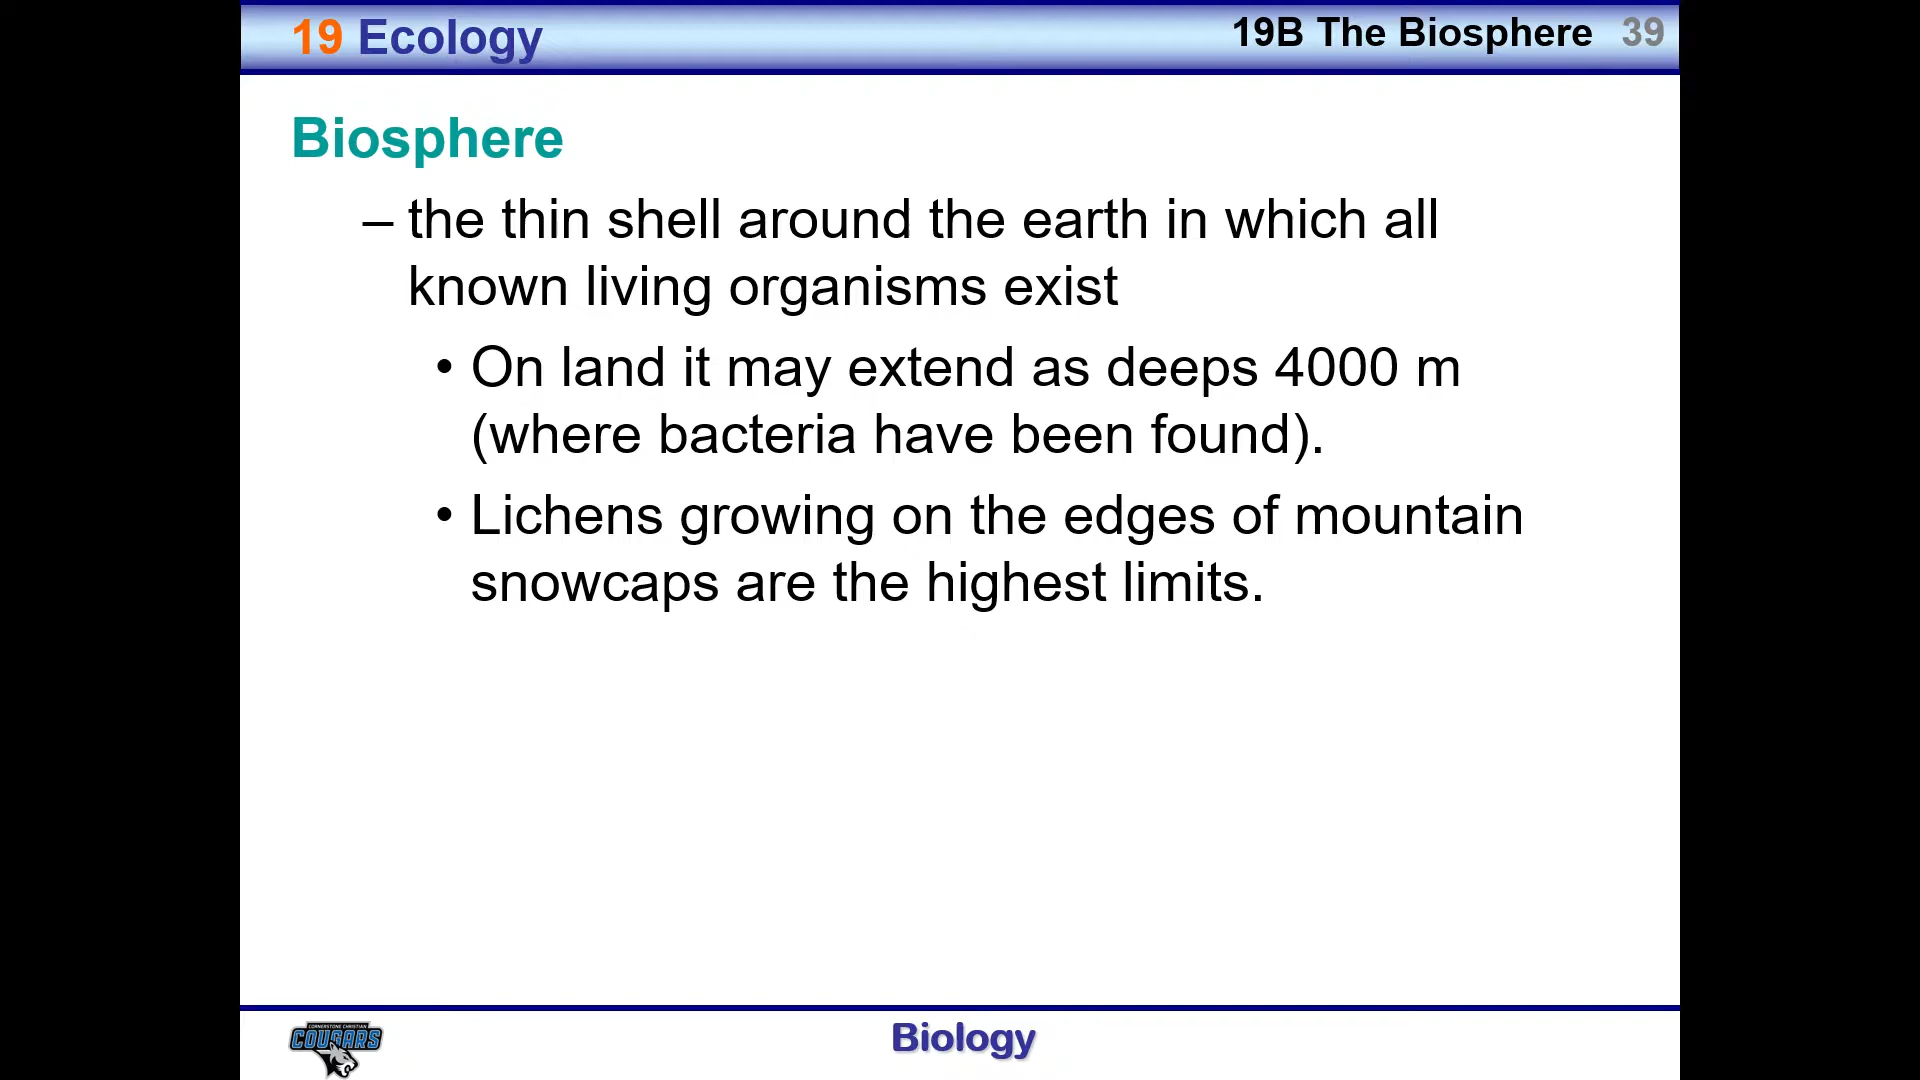 19 Ecology
19B The Biosphere 39
Biosphere
– the thin shell around the earth in which all
known living organisms exist
• On land it may extend as deeps 4000 m
(where bacteria have been found).
• Lichens growing on the edges of mountain
snowcaps are the highest limits.
CORNERSTONE CHRISTIAN
COUGARS
Biology